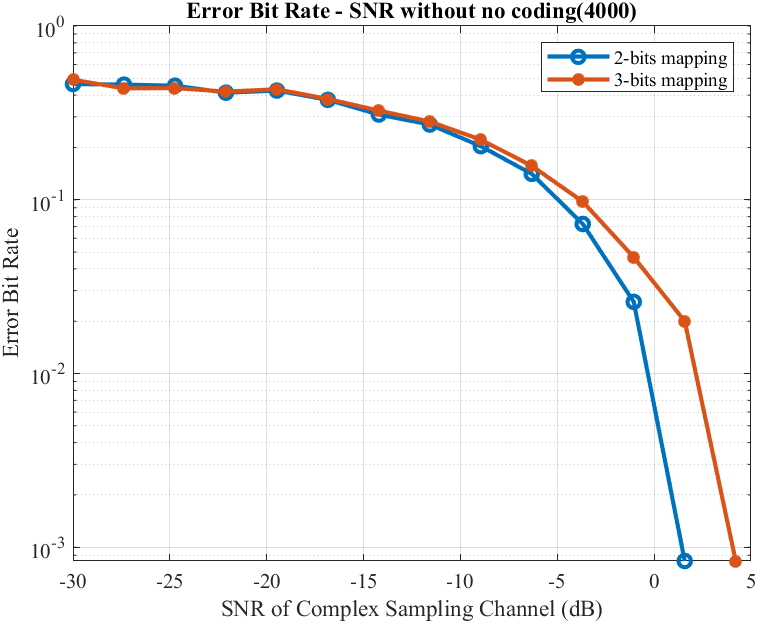 Error Bit Rate - SNR without no coding(4000)
2-bits mapping
3-bits mapping
Error Bit Rate
10^0
10^-1
10^-2
10^-3
-30 -25 -20 -15 -10 -5 0 5
SNR of Complex Sampling Channel (dB)